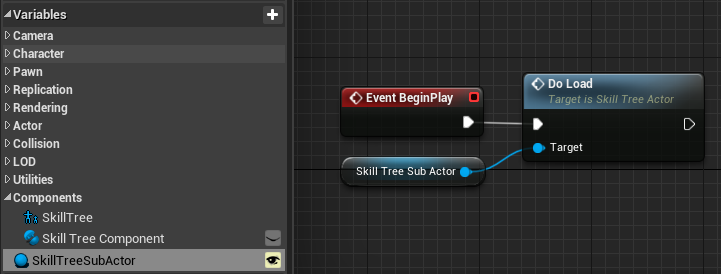 Variables
Camera
Character
Pawn
Replication
Rendering
Actor
Collision
LOD
Utilities
Components
SkillTree
Skill Tree Component
SkillTreeSubActor
Event BeginPlay
Do Load
Target is Skill Tree Actor
Target
Skill Tree Sub Actor